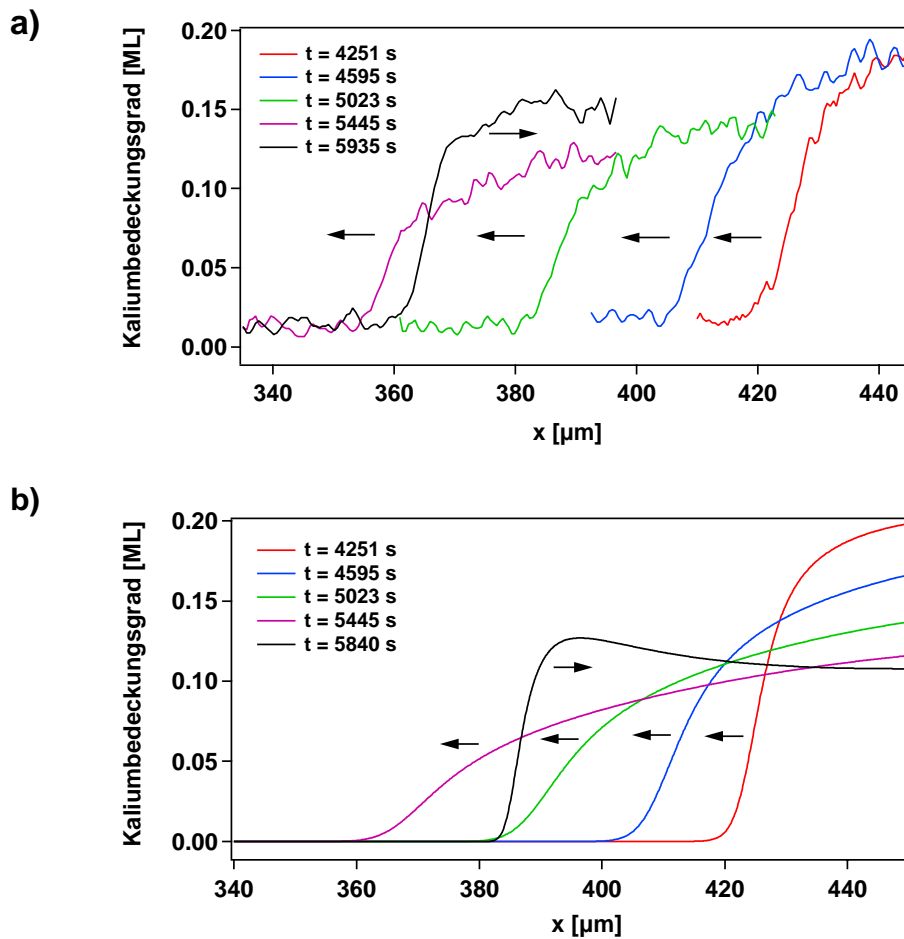 a)
Kaliumbedeckungsgrad [ML]
0.20
0.15
0.10
0.05
0.00
t = 4251 s
t = 4595 s
t = 5023 s
t = 5445 s
t = 5935 s
340 360 380 400 420 440
x [µm]
b)
Kaliumbedeckungsgrad [ML]
0.20
0.15
0.10
0.05
0.00
t = 4251 s
t = 4595 s
t = 5023 s
t = 5445 s
t = 5840 s
340 360 380 400 420 440
x [µm]